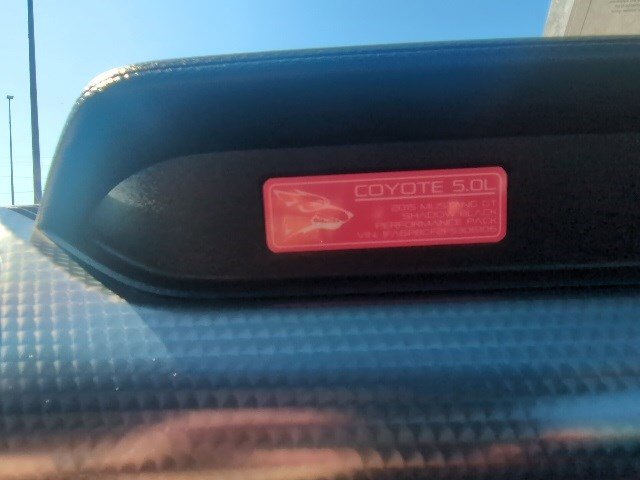 COYOTE 5.0L
2015 MUSTANG GT
SHADOW BLACK
PERFORMANCE PACK
VIN